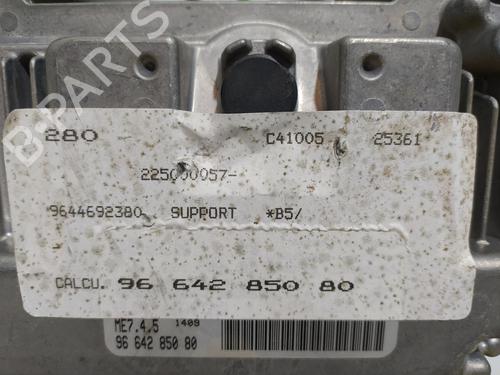 B-PARTS
280 C41005 25361
225000057-
9644692380 SUPPORT *B5/
CALCU. 96 642 850 80
ME7.4.5 1409
96 642 850 80